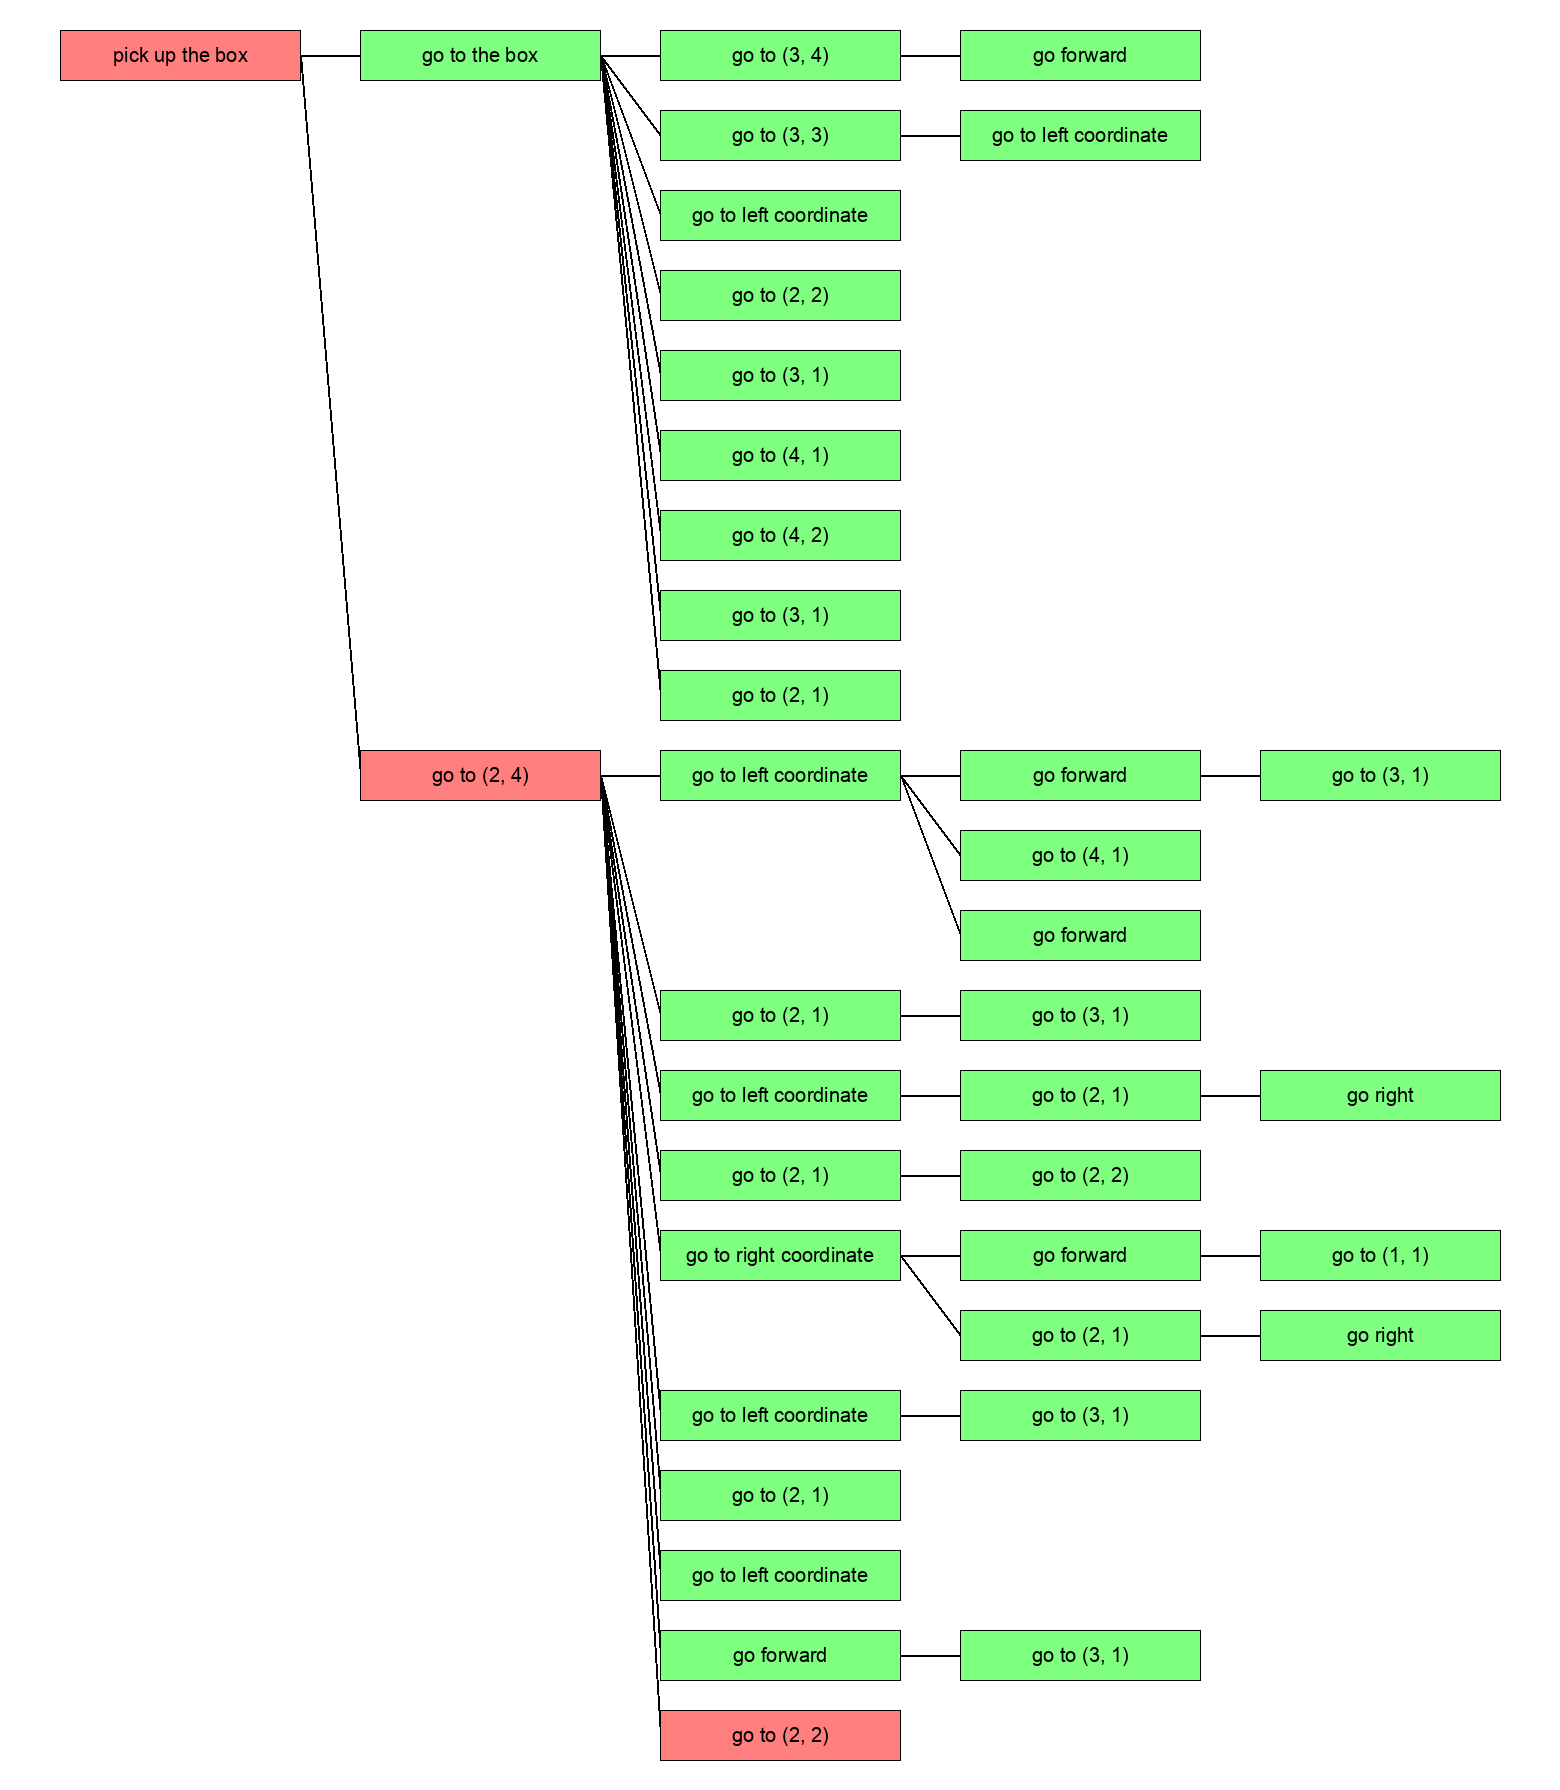 pick up the box
go to the box
go to (3, 4)
go forward
go to (3, 3)
go to left coordinate
go to left coordinate
go to (2, 2)
go to (3, 1)
go to (4, 1)
go to (4, 2)
go to (3, 1)
go to (2, 1)
go to (2, 4)
go to left coordinate
go forward
go to (3, 1)
go to (4, 1)
go forward
go to (2, 1)
go to (3, 1)
go to left coordinate
go to (2, 1)
go right
go to (2, 1)
go to (2, 2)
go to right coordinate
go forward
go to (1, 1)
go to (2, 1)
go right
go to left coordinate
go to (3, 1)
go to (2, 1)
go to left coordinate
go forward
go to (3, 1)
go to (2, 2)